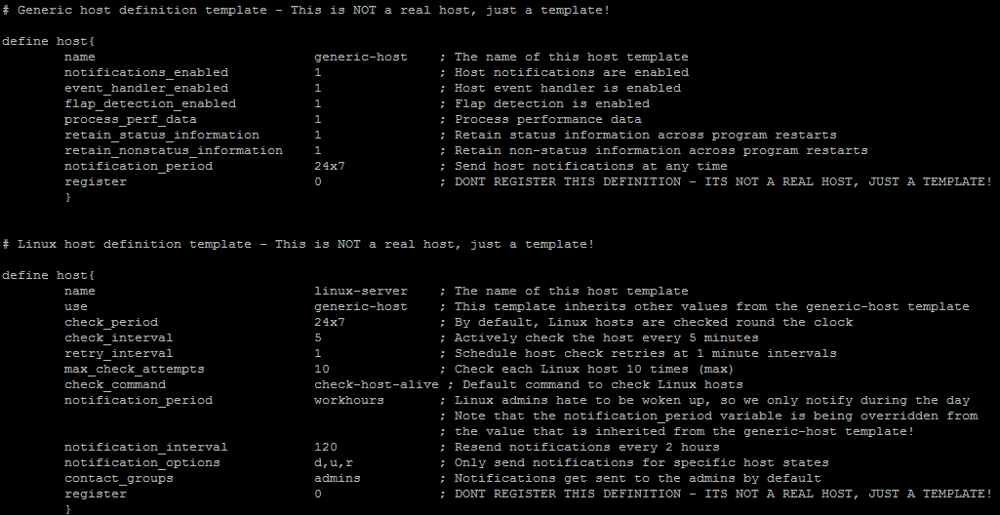 # Generic host definition template - This is NOT a real host, just a template!
define host{
name generic-host ; The name of this host template
notifications_enabled 1 ; Host notifications are enabled
event_handler_enabled 1 ; Host event handler is enabled
flap_detection_enabled 1 ; Flap detection is enabled
process_perf_data 1 ; Process performance data
retain_status_information 1 ; Retain status information across program restarts
retain_nonstatus_information 1 ; Retain non-status information across program restarts
notification_period 24x7 ; Send host notifications at any time
register 0 ; DONT REGISTER THIS DEFINITION - ITS NOT A REAL HOST, JUST A TEMPLATE!
}
# Linux host definition template - This is NOT a real host, just a template!
define host{
name linux-server ; The name of this host template
use generic-host ; This template inherits other values from the generic-host template
check_period 24x7 ; By default, Linux hosts are checked round the clock
check_interval 5 ; Actively check the host every 5 minutes
retry_interval 1 ; Schedule host check retries at 1 minute intervals
max_check_attempts 10 ; Check each Linux host 10 times (max)
check_command check-host-alive ; Default command to check Linux hosts
notification_period workhours ; Linux admins hate to be woken up, so we only notify during the day
; Note that the notification_period variable is being overridden from
; the value that is inherited from the generic-host template!
notification_interval 120 ; Resend notifications every 2 hours
notification_options d,u,r ; Only send notifications for specific host states
contact_groups admins ; Notifications get sent to the admins by default
register 0 ; DONT REGISTER THIS DEFINITION - ITS NOT A REAL HOST, JUST A TEMPLATE!
}